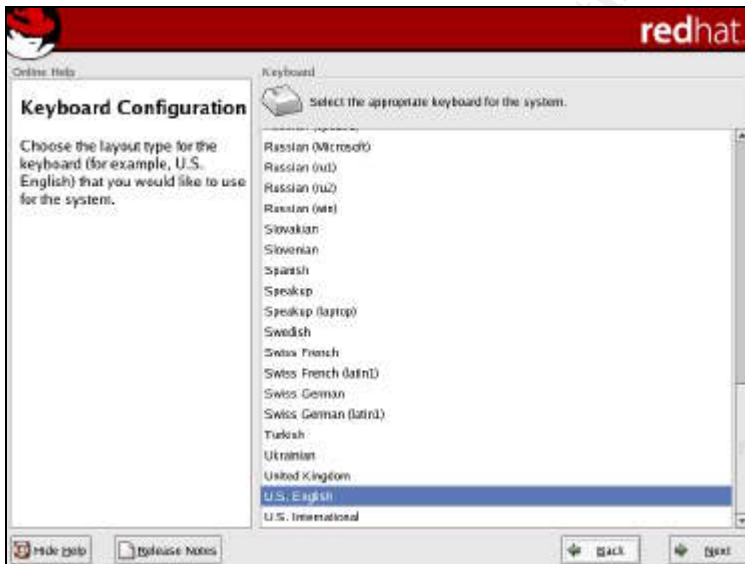 redhat.
Online Help
Keyboard Configuration
Choose the layout type for the
keyboard (for example, U.S.
English) that you would like to use
for the system.
Keyboard
Select the appropriate keyboard for the system.
Russian (Microsoft)
Russian (ru1)
Russian (ru2)
Russian (win)
Slovakian
Slovenian
Spanish
Speakup
Speakup (laptop)
Swedish
Swiss French
Swiss French (latin1)
Swiss German
Swiss German (latin1)
Turkish
Ukrainian
United Kingdom
U.S. English
U.S. International
Hide Help
Release Notes
Back
Next